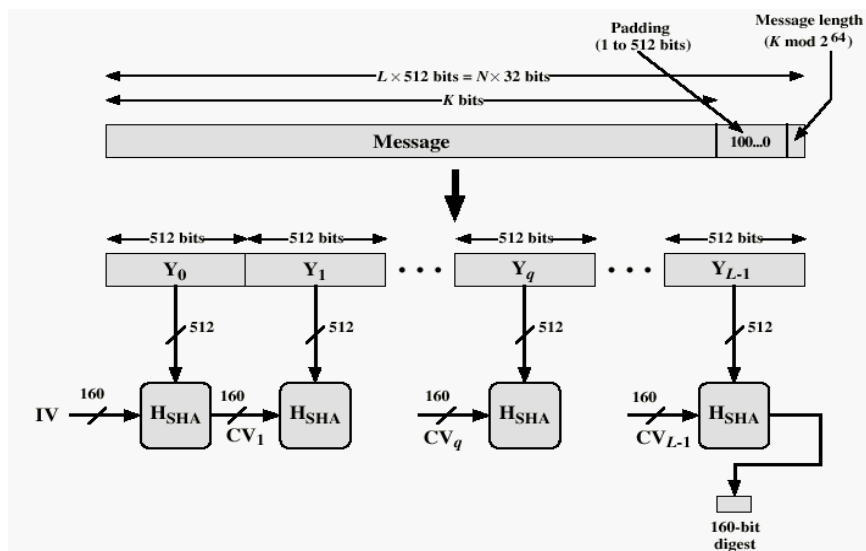 Padding
(1 to 512 bits)
Message length
(K mod 2^64)
L × 512 bits = N × 32 bits
K bits
Message
100...0
512 bits
512 bits
512 bits
512 bits
Y0
Y1
• • •
Yq
• • •
YL-1
512
512
512
512
IV
160
HSHA
160
CV1
HSHA
160
CVq
HSHA
160
CVL-1
HSHA
160-bit
digest